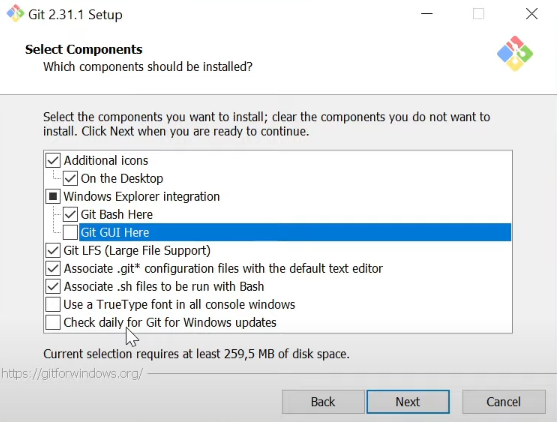 Git 2.31.1 Setup
Select Components
Which components should be installed?
Select the components you want to install; clear the components you do not want to
install. Click Next when you are ready to continue.
Additional icons
On the Desktop
Windows Explorer integration
Git Bash Here
Git GUI Here
Git LFS (Large File Support)
Associate .git* configuration files with the default text editor
Associate .sh files to be run with Bash
Use a TrueType font in all console windows
Check daily for Git for Windows updates
Current selection requires at least 259,5 MB of disk space.
https://gitforwindows.org/
Back
Next
Cancel